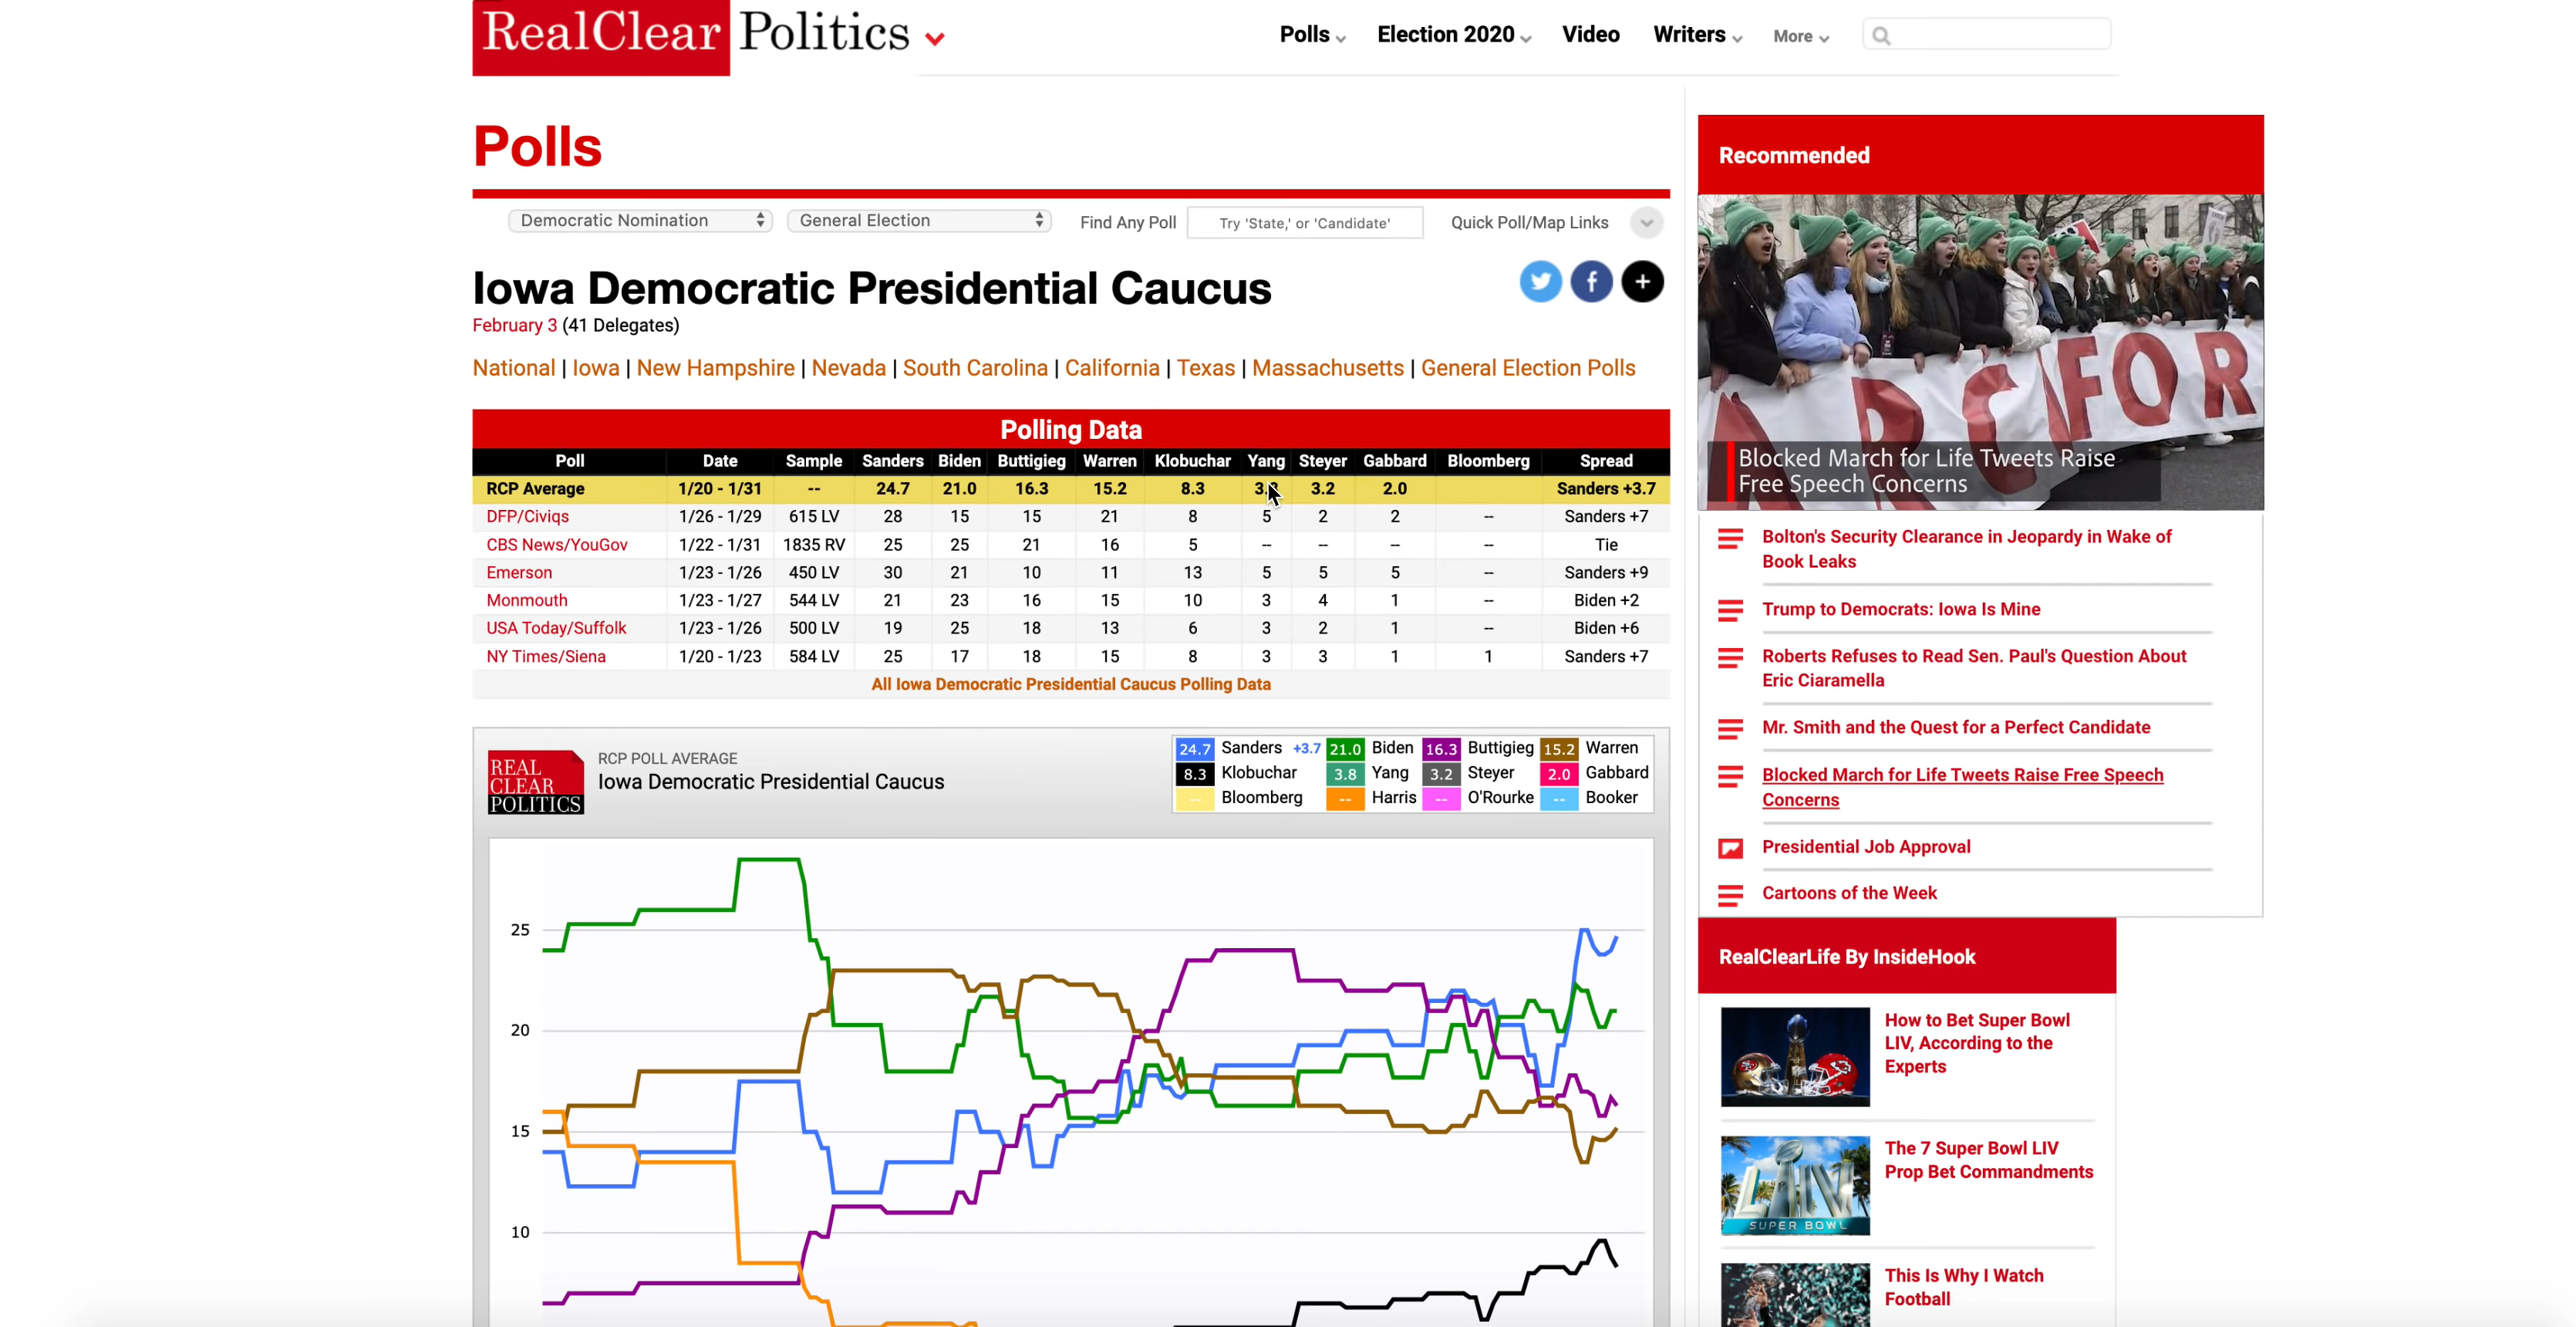 RealClear Politics
Polls Election 2020 Video Writers More
Polls
Democratic Nomination General Election Find Any Poll Try 'State,' or 'Candidate' Quick Poll/Map Links
Iowa Democratic Presidential Caucus
February 3 (41 Delegates)
National | Iowa | New Hampshire | Nevada | South Carolina | California | Texas | Massachusetts | General Election Polls
Polling Data
Poll Date Sample Sanders Biden Buttigieg Warren Klobuchar Yang Steyer Gabbard Bloomberg Spread
RCP Average 1/20 - 1/31 -- 24.7 21.0 16.3 15.2 8.3 3.8 3.2 2.0 Sanders +3.7
DFP/Civiqs 1/26 - 1/29 615 LV 28 15 15 21 8 5 2 2 -- Sanders +7
CBS News/YouGov 1/22 - 1/31 1835 RV 25 25 21 16 5 -- -- -- -- Tie
Emerson 1/23 - 1/26 450 LV 30 21 10 11 13 5 5 5 -- Sanders +9
Monmouth 1/23 - 1/27 544 LV 21 23 16 15 10 3 4 1 -- Biden +2
USA Today/Suffolk 1/23 - 1/26 500 LV 19 25 18 13 6 3 2 1 -- Biden +6
NY Times/Siena 1/20 - 1/23 584 LV 25 17 18 15 8 3 3 1 1 Sanders +7
All Iowa Democratic Presidential Caucus Polling Data
REAL
CLEAR
POLITICS
RCP POLL AVERAGE
Iowa Democratic Presidential Caucus
24.7 Sanders +3.7 21.0 Biden 16.3 Buttigieg 15.2 Warren
8.3 Klobuchar 3.8 Yang 3.2 Steyer 2.0 Gabbard
-- Bloomberg -- Harris -- O'Rourke -- Booker
25
20
15
10
Recommended
FOR
Blocked March for Life Tweets Raise
Free Speech Concerns
Bolton's Security Clearance in Jeopardy in Wake of
Book Leaks
Trump to Democrats: Iowa Is Mine
Roberts Refuses to Read Sen. Paul's Question About
Eric Ciaramella
Mr. Smith and the Quest for a Perfect Candidate
Blocked March for Life Tweets Raise Free Speech
Concerns
Presidential Job Approval
Cartoons of the Week
RealClearLife By InsideHook
How to Bet Super Bowl
LIV, According to the
Experts
The 7 Super Bowl LIV
Prop Bet Commandments
LIV
SUPER BOWL
This Is Why I Watch
Football